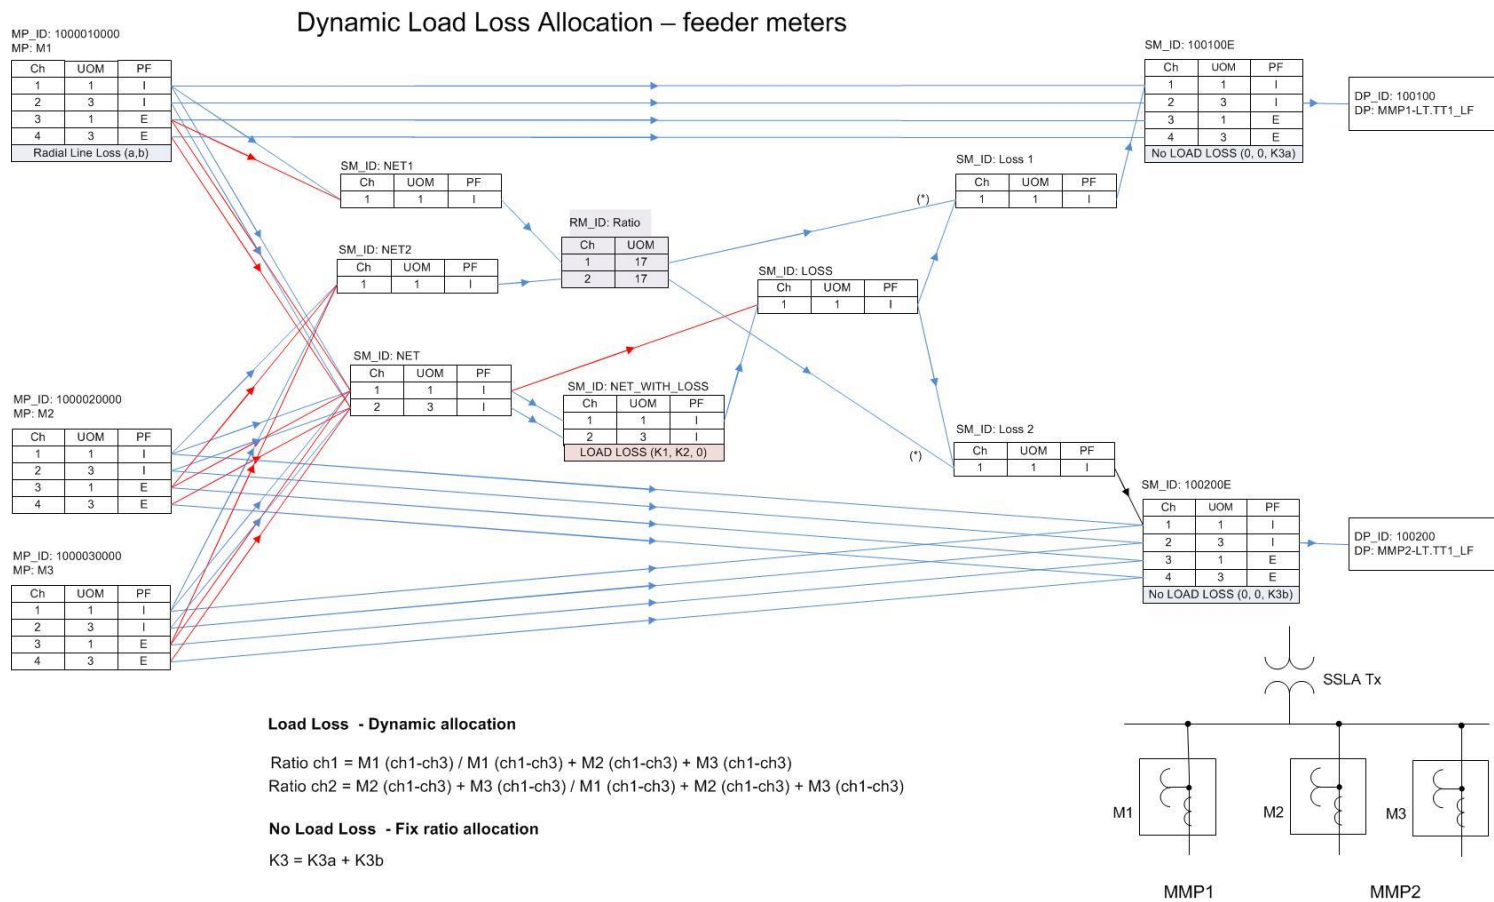 Dynamic Load Loss Allocation – feeder meters
MP_ID: 1000010000
MP: M1
Ch UOM PF
1 1 I
2 3 I
3 1 E
4 3 E
Radial Line Loss (a,b)
SM_ID: 100100E
Ch UOM PF
1 1 I
2 3 I
3 1 E
4 3 E
No LOAD LOSS (0, 0, K3a)
DP_ID: 100100
DP: MMP1-LT.TT1_LF
SM_ID: NET1
Ch UOM PF
1 1 I
SM_ID: Loss 1
Ch UOM PF
1 1 I
(*)
RM_ID: Ratio
Ch UOM
1 17
2 17
SM_ID: NET2
Ch UOM PF
1 1 I
SM_ID: LOSS
Ch UOM PF
1 1 I
SM_ID: NET
Ch UOM PF
1 1 I
2 3 I
SM_ID: NET_WITH_LOSS
Ch UOM PF
1 1 I
2 3 I
LOAD LOSS (K1, K2, 0)
MP_ID: 1000020000
MP: M2
Ch UOM PF
1 1 I
2 3 I
3 1 E
4 3 E
SM_ID: Loss 2
Ch UOM PF
1 1 I
(*)
SM_ID: 100200E
Ch UOM PF
1 1 I
2 3 I
3 1 E
4 3 E
No LOAD LOSS (0, 0, K3b)
DP_ID: 100200
DP: MMP2-LT.TT1_LF
MP_ID: 1000030000
MP: M3
Ch UOM PF
1 1 I
2 3 I
3 1 E
4 3 E
SSLA Tx
Load Loss - Dynamic allocation
Ratio ch1 = M1 (ch1-ch3) / M1 (ch1-ch3) + M2 (ch1-ch3) + M3 (ch1-ch3)
Ratio ch2 = M2 (ch1-ch3) + M3 (ch1-ch3) / M1 (ch1-ch3) + M2 (ch1-ch3) + M3 (ch1-ch3)
No Load Loss - Fix ratio allocation
K3 = K3a + K3b
M1 M2 M3
MMP1 MMP2